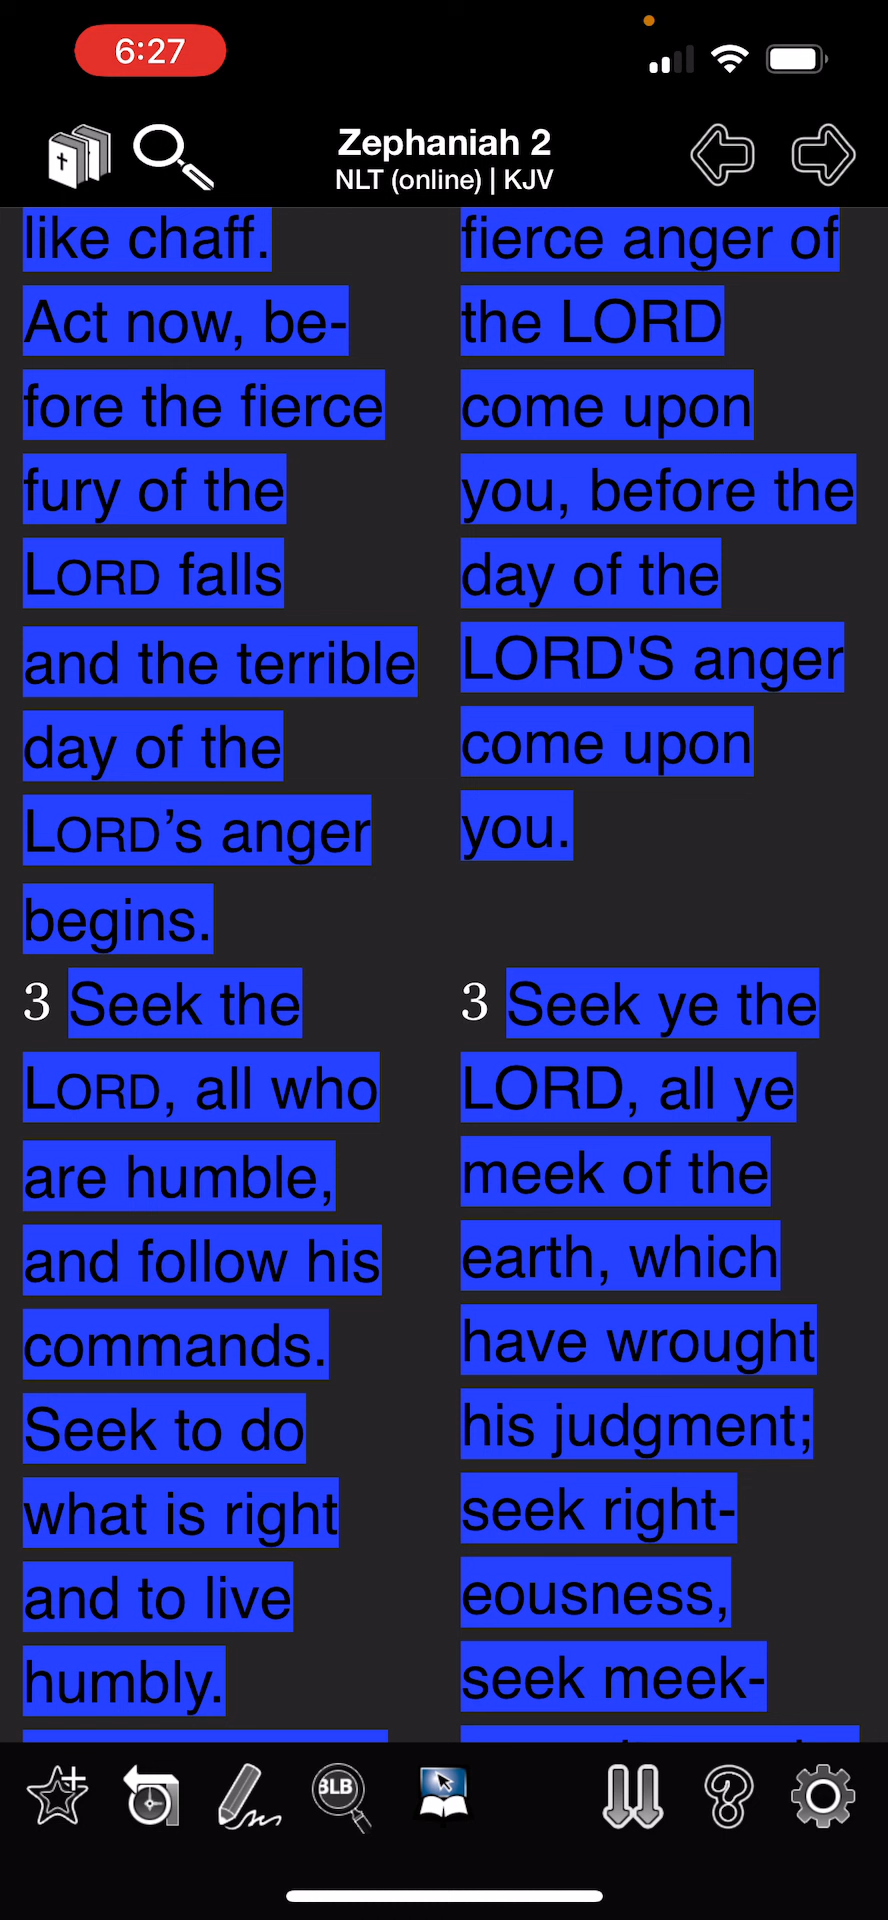 6:27
Zephaniah 2
NLT (online) | KJV
like chaff.
Act now, be-
fore the fierce
fury of the
LORD falls
and the terrible
day of the
LORD’s anger
begins.
3 Seek the
LORD, all who
are humble,
and follow his
commands.
Seek to do
what is right
and to live
humbly.
fierce anger of
the LORD
come upon
you, before the
day of the
LORD'S anger
come upon
you.
3 Seek ye the
LORD, all ye
meek of the
earth, which
have wrought
his judgment;
seek right-
eousness,
seek meek-
BLB